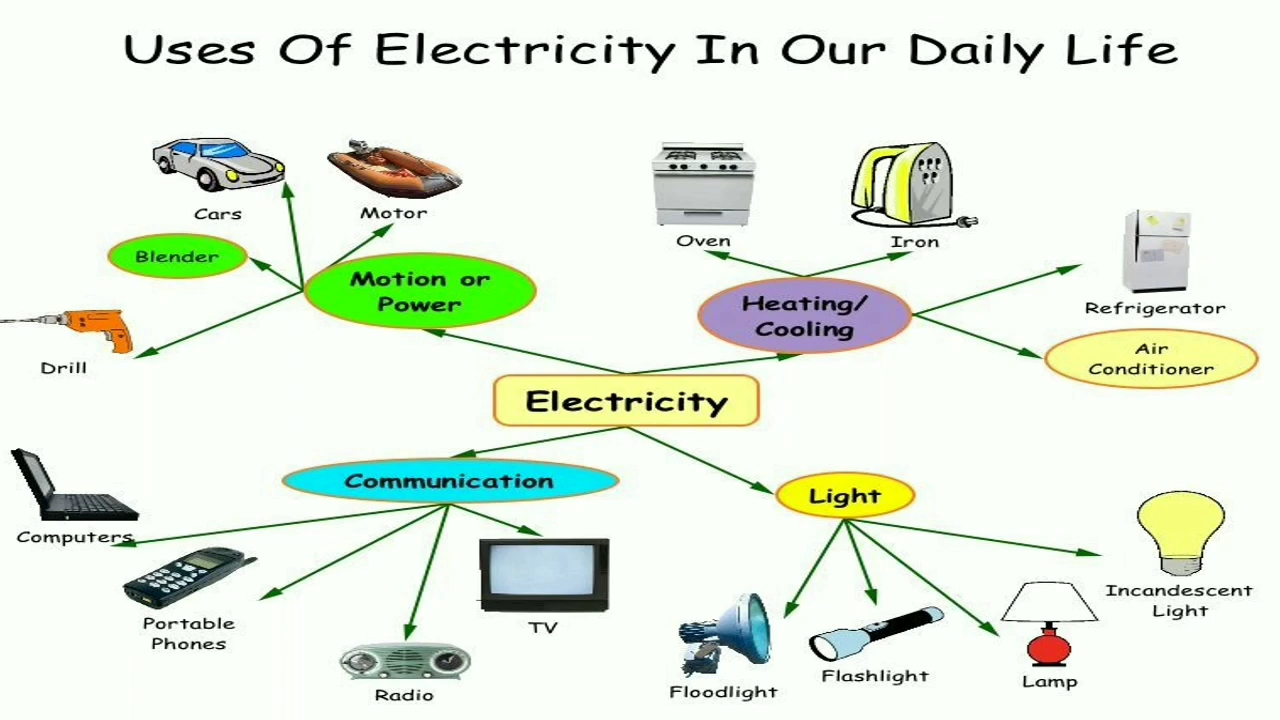 Uses Of Electricity In Our Daily Life
Cars
Motor
Oven
Iron
Blender
Motion or
Power
Heating/
Cooling
Refrigerator
Drill
Air
Conditioner
Electricity
Communication
Light
Computers
Portable
Phones
Radio
TV
Floodlight
Flashlight
Lamp
Incandescent
Light